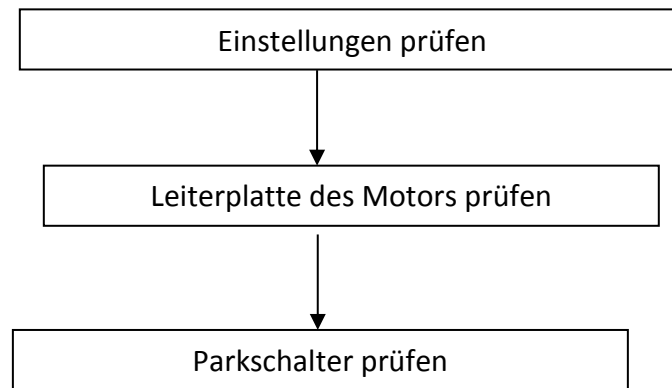 Einstellungen prüfen
Leiterplatte des Motors prüfen
Parkschalter prüfen